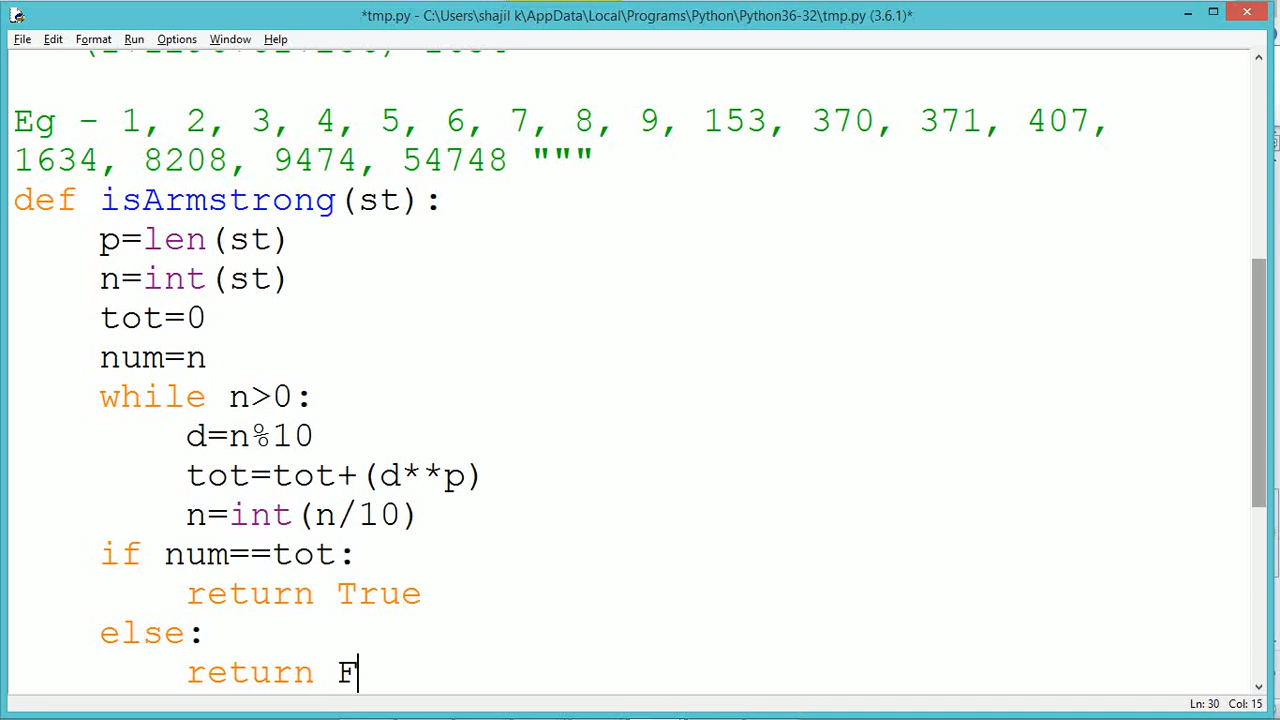 *tmp.py - C:\Users\shajil k\AppData\Local\Programs\Python\Python36-32\tmp.py (3.6.1)*
File Edit Format Run Options Window Help
Eg - 1, 2, 3, 4, 5, 6, 7, 8, 9, 153, 370, 371, 407,
1634, 8208, 9474, 54748 """
def isArmstrong(st):
    p=len(st)
    n=int(st)
    tot=0
    num=n
    while n>0:
        d=n%10
        tot=tot+(d**p)
        n=int(n/10)
    if num==tot:
        return True
    else:
        return F
Ln: 30 Col: 15